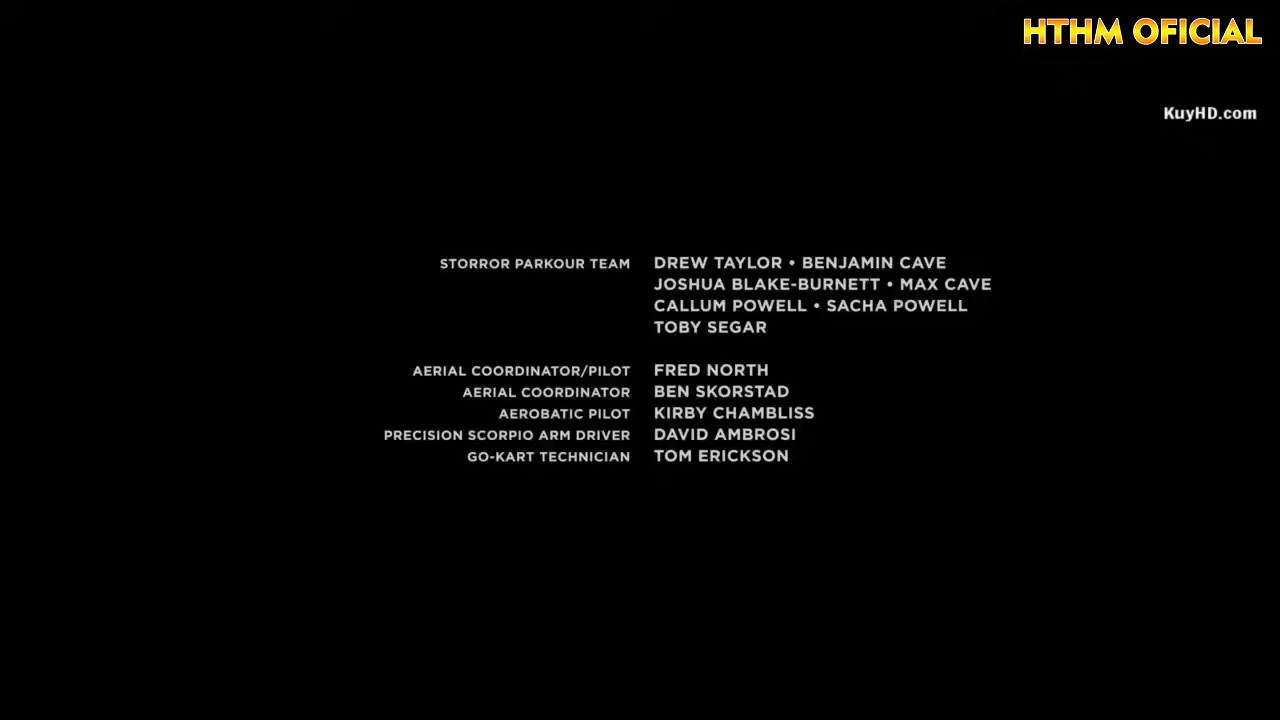 HTHM OFICIAL
KuyHD.com
STORROR PARKOUR TEAM DREW TAYLOR • BENJAMIN CAVE
JOSHUA BLAKE-BURNETT • MAX CAVE
CALLUM POWELL • SACHA POWELL
TOBY SEGAR
AERIAL COORDINATOR/PILOT FRED NORTH
AERIAL COORDINATOR BEN SKORSTAD
AEROBATIC PILOT KIRBY CHAMBLISS
PRECISION SCORPIO ARM DRIVER DAVID AMBROSI
GO-KART TECHNICIAN TOM ERICKSON